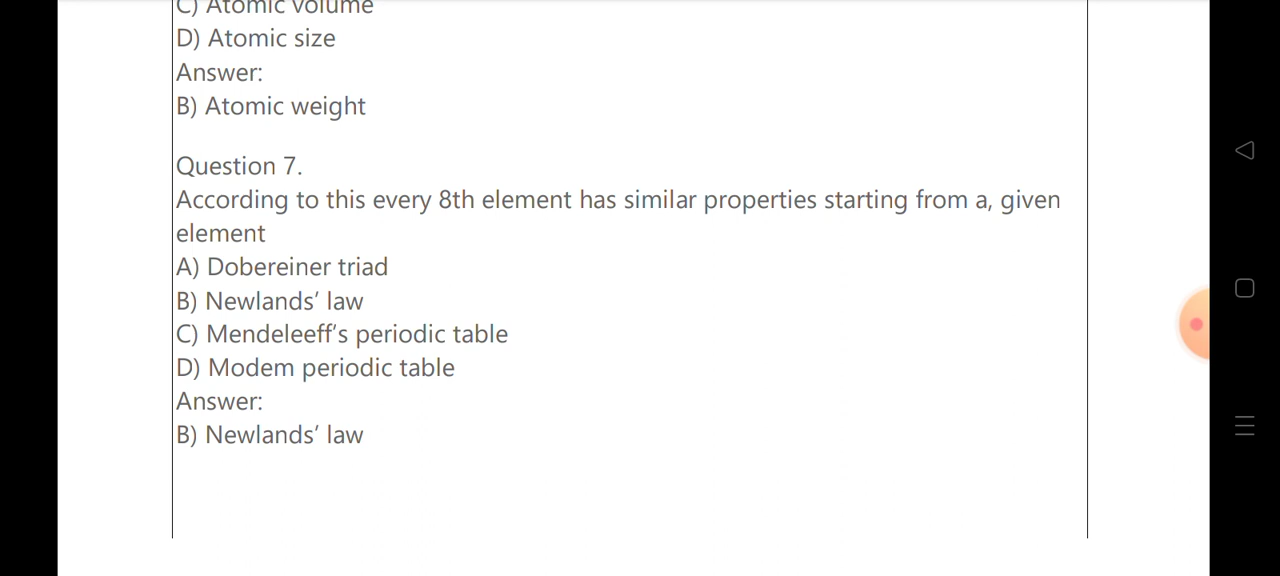 C) Atomic volume
D) Atomic size
Answer:
B) Atomic weight
Question 7.
According to this every 8th element has similar properties starting from a, given
element
A) Dobereiner triad
B) Newlands’ law
C) Mendeleeff’s periodic table
D) Modem periodic table
Answer:
B) Newlands’ law